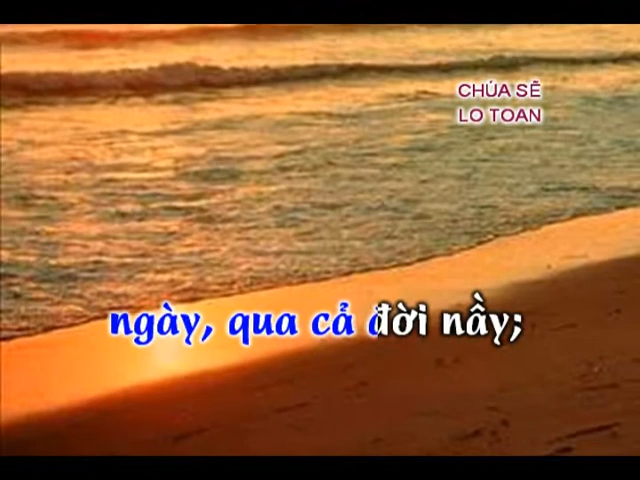 CHÚA SẼ
LO TOAN
ngày, qua cả đời nầy;